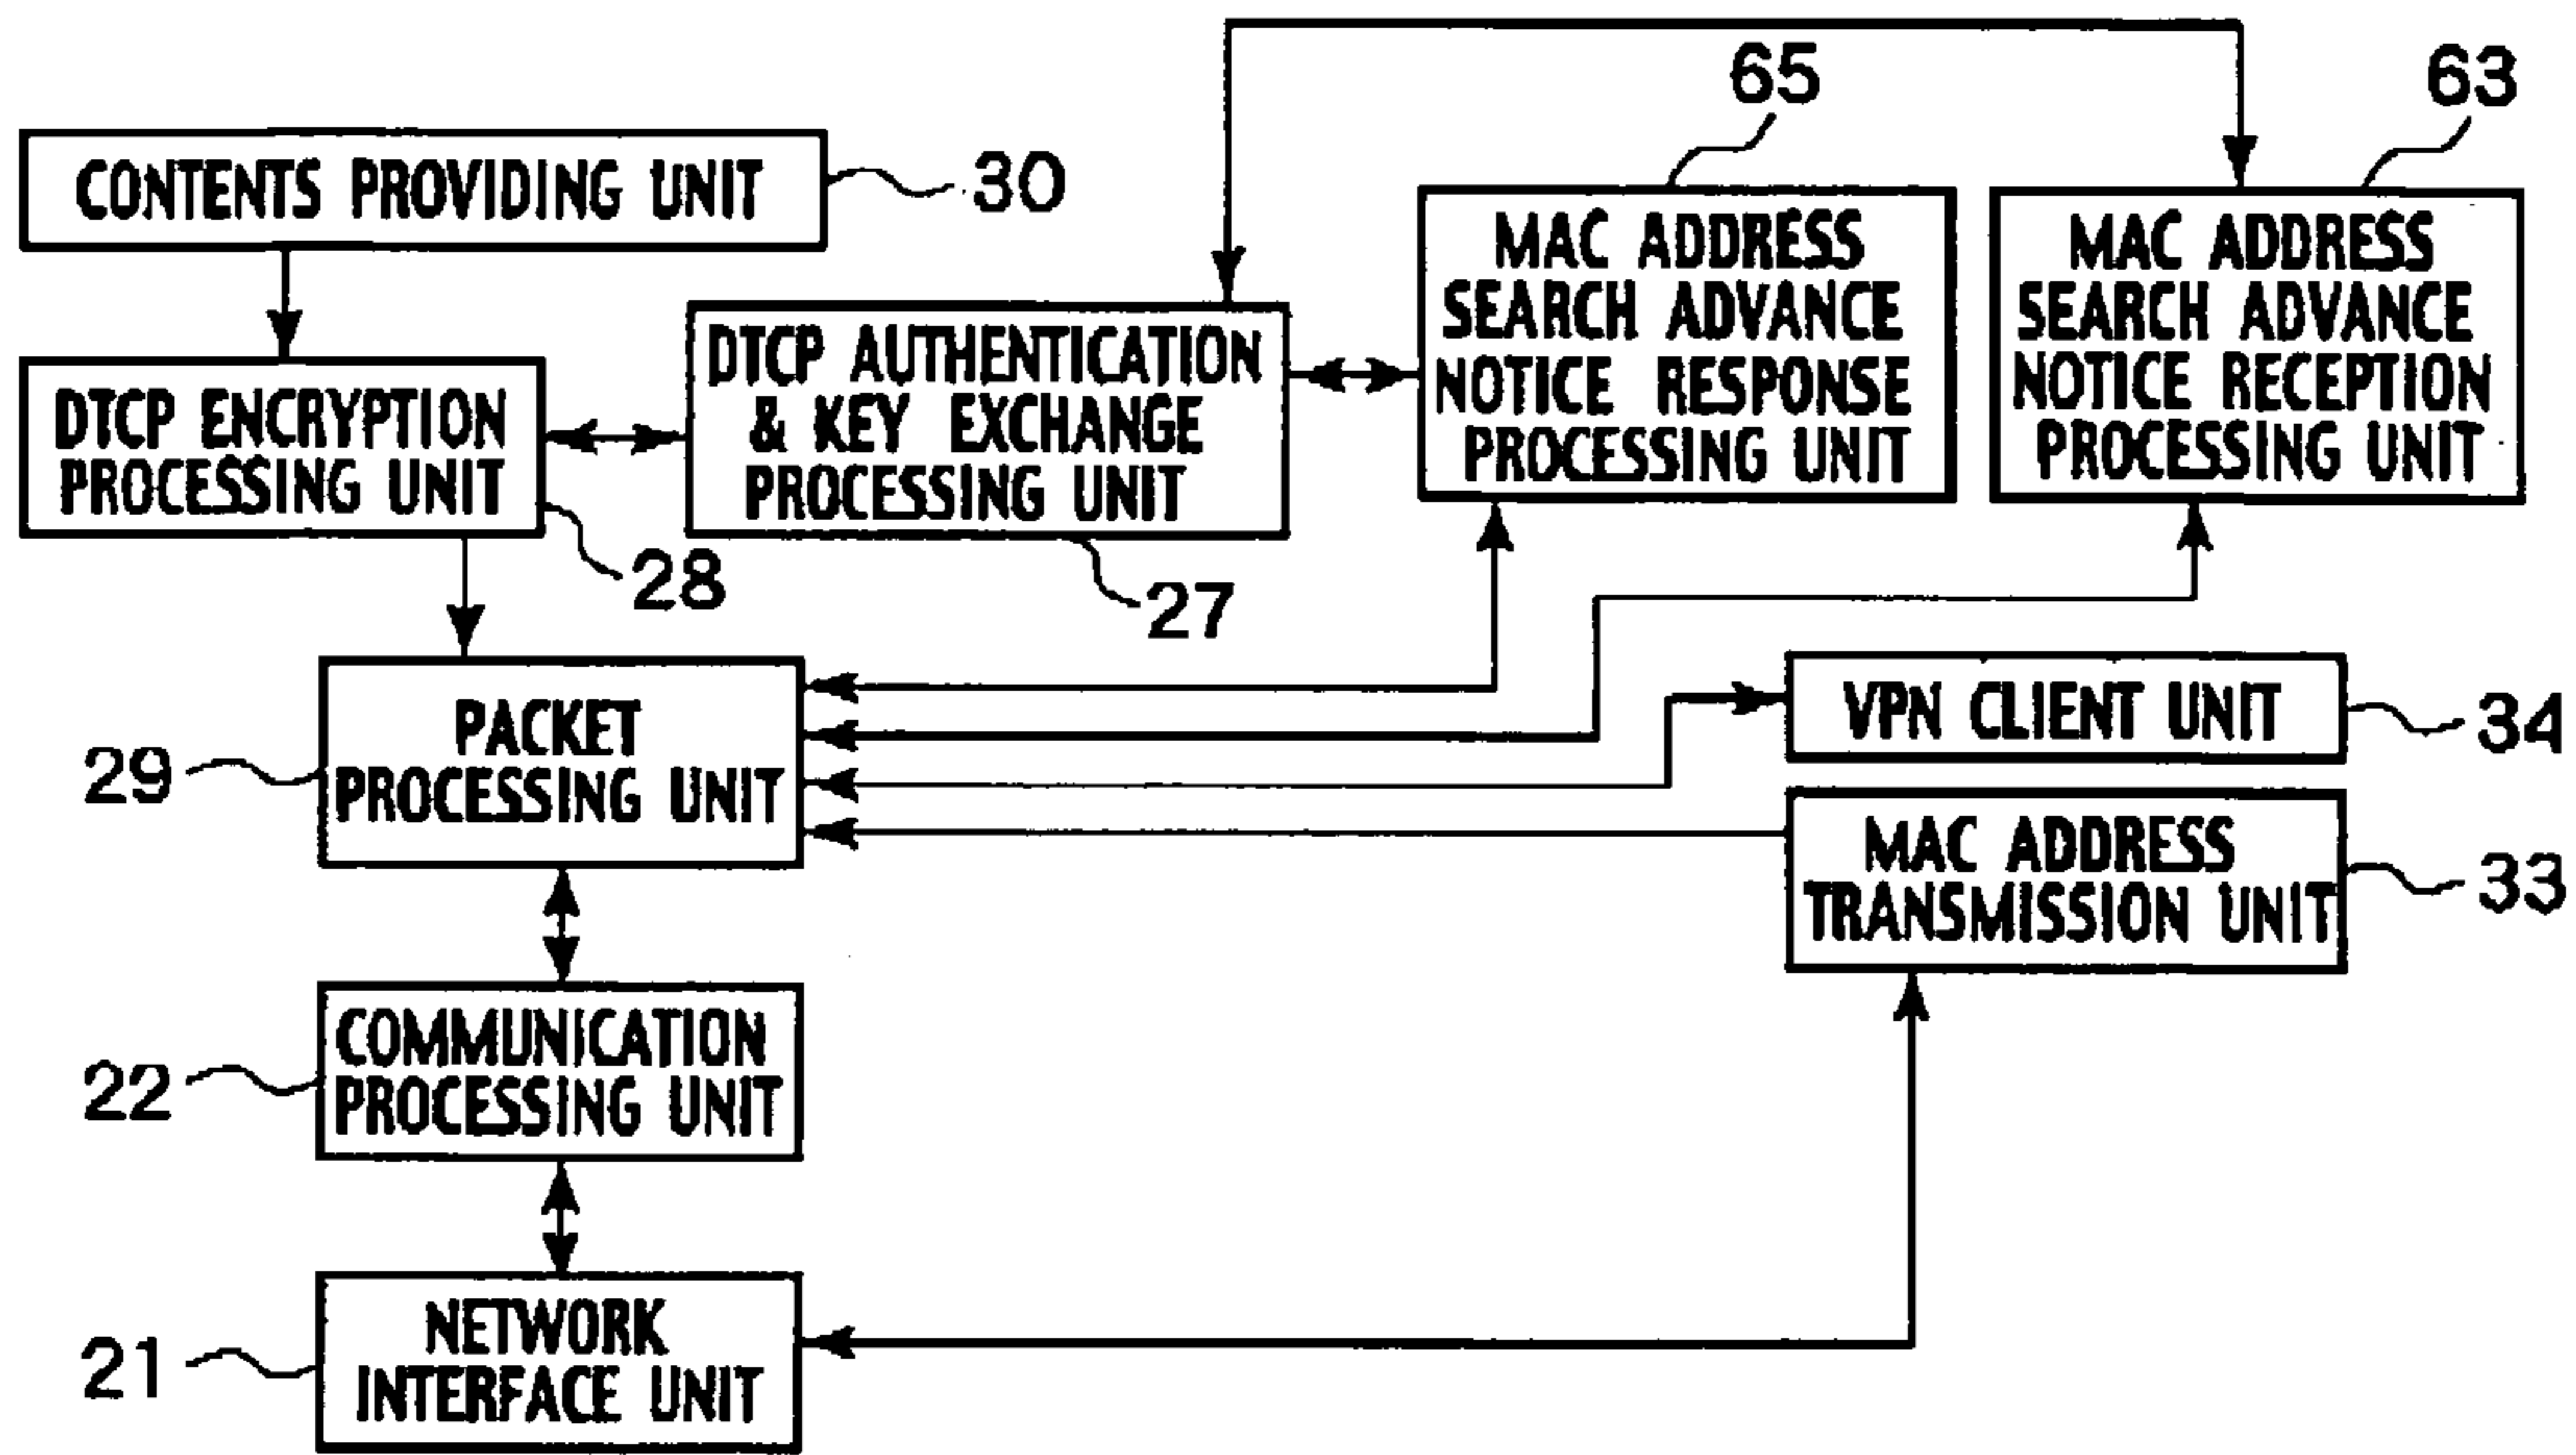 65
63
CONTENTS PROVIDING UNIT
30
MAC ADDRESS
SEARCH ADVANCE
NOTICE RESPONSE
PROCESSING UNIT
MAC ADDRESS
SEARCH ADVANCE
NOTICE RECEPTION
PROCESSING UNIT
DTCP ENCRYPTION
PROCESSING UNIT
28
DTCP AUTHENTICATION
& KEY EXCHANGE
PROCESSING UNIT
27
PACKET
PROCESSING UNIT
29
VPN CLIENT UNIT
34
MAC ADDRESS
TRANSMISSION UNIT
33
COMMUNICATION
PROCESSING UNIT
22
NETWORK
INTERFACE UNIT
21